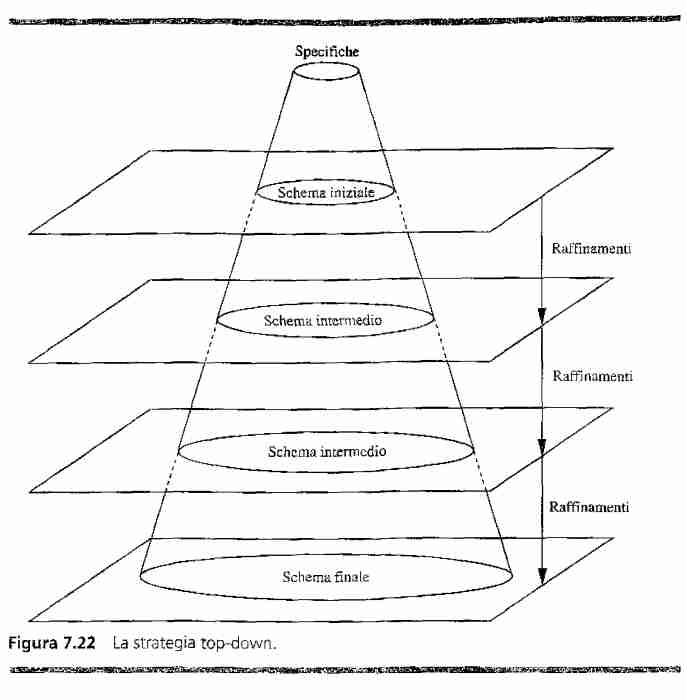 Specifiche
Schema iniziale
Raffinamenti
Schema intermedio
Raffinamenti
Schema intermedio
Raffinamenti
Schema finale
Figura 7.22 La strategia top-down.